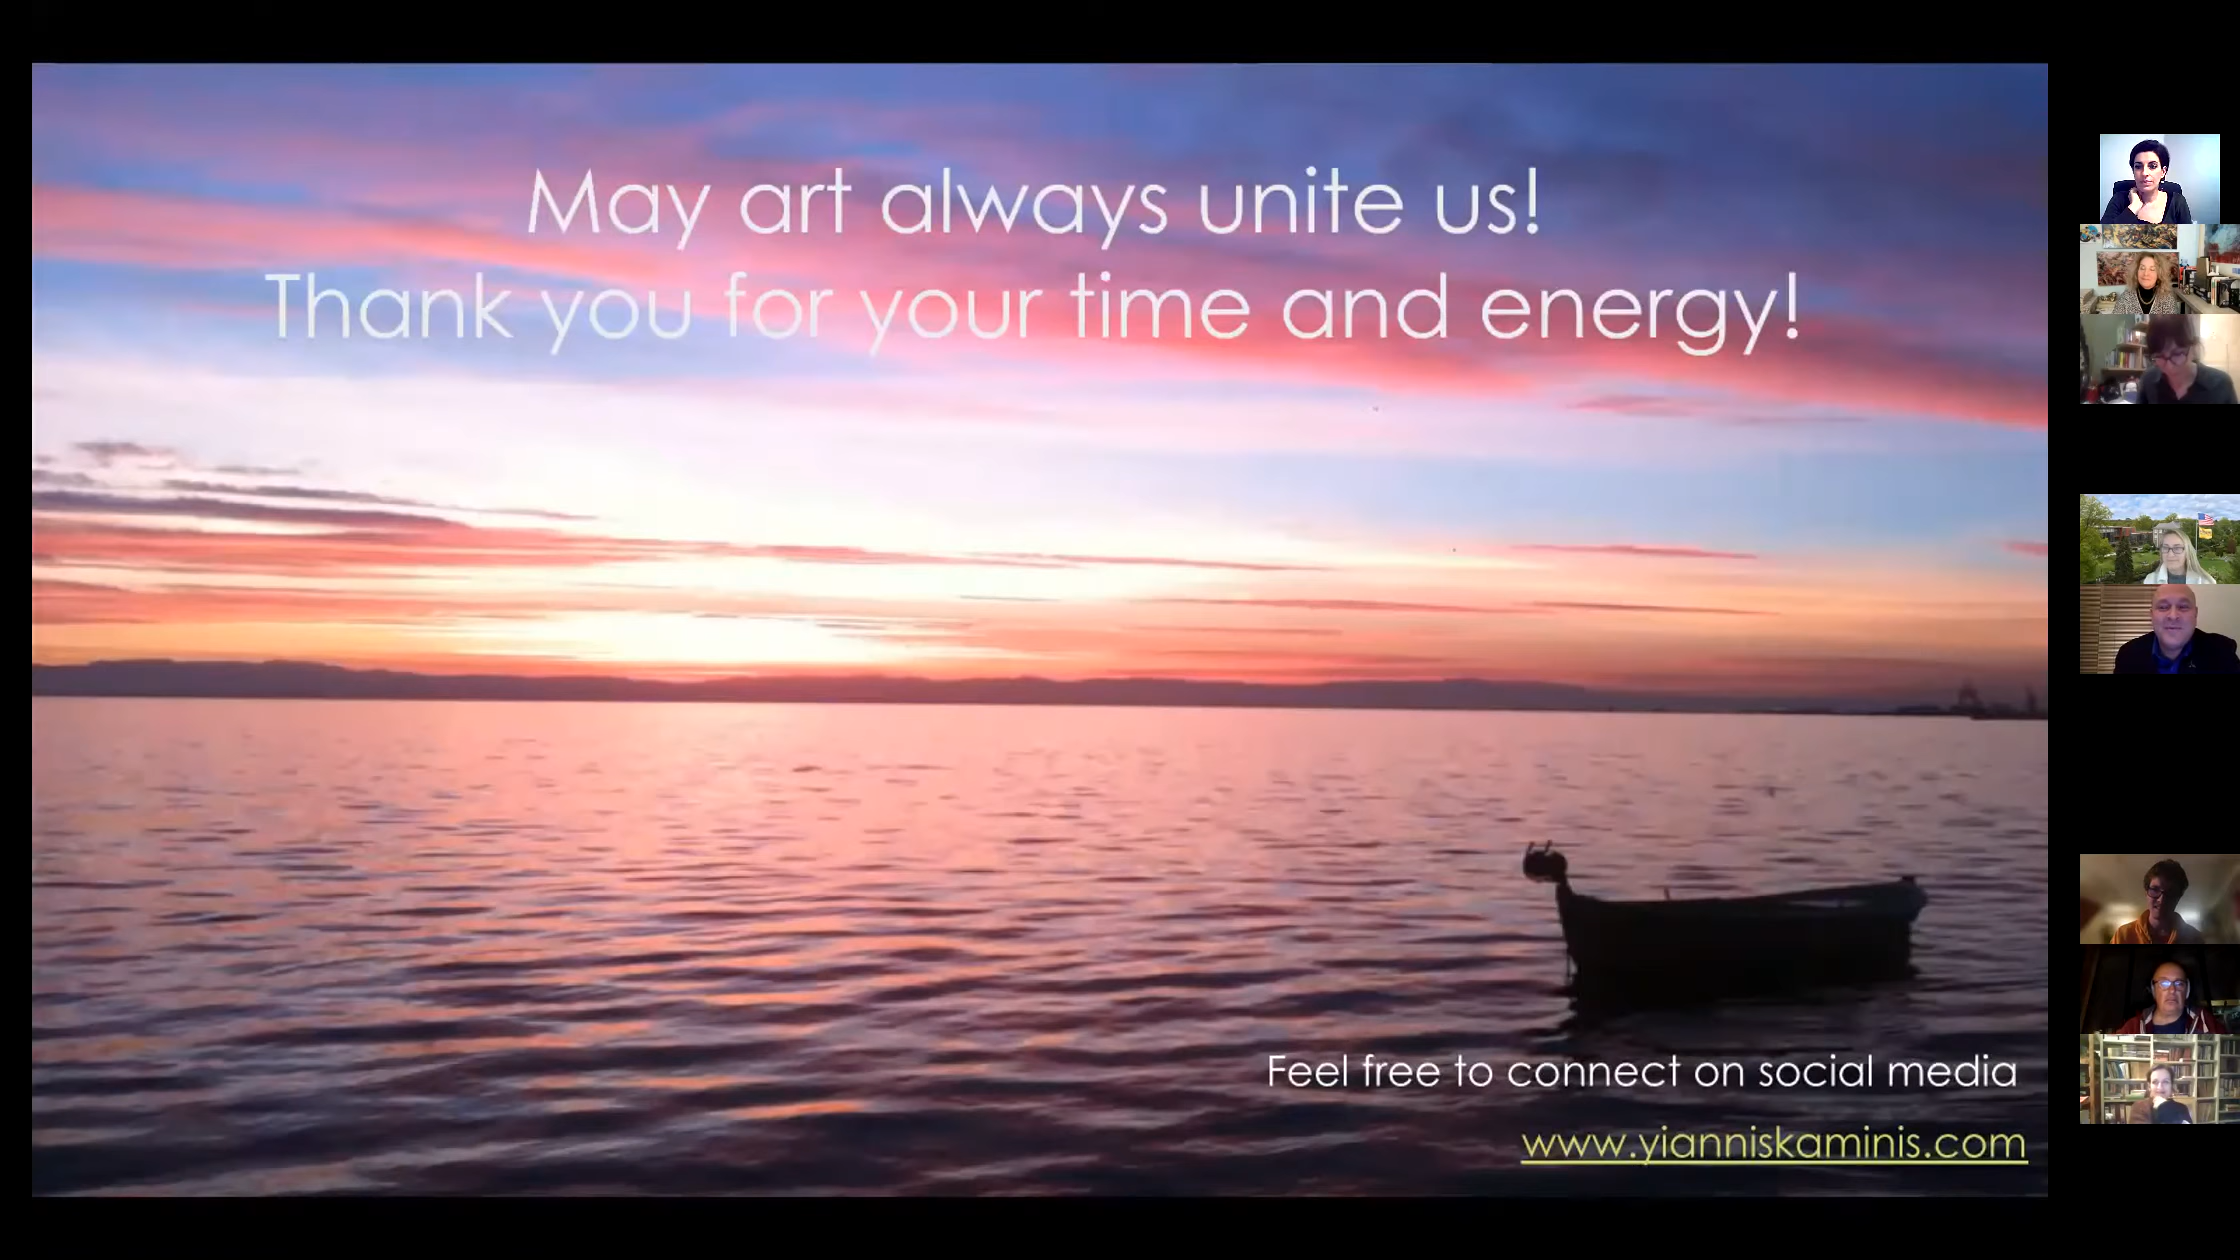 May art always unite us!
Thank you for your time and energy!
Feel free to connect on social media
www.yianniskaminis.com